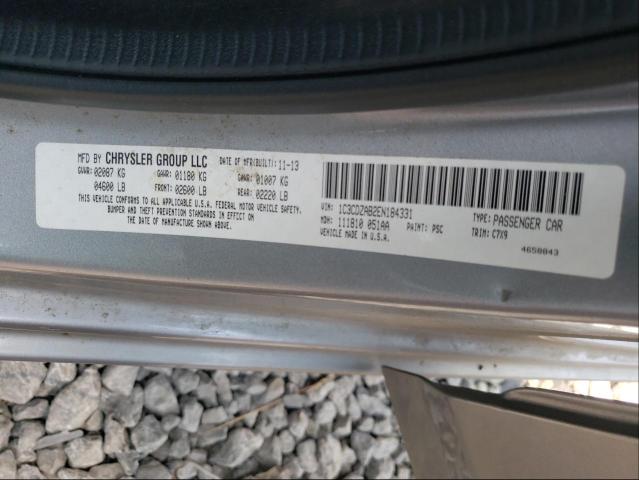 MFD BY CHRYSLER GROUP LLC DATE OF MFR(BUILT): 11-13
GVWR: 02087 KG GAWR: 01180 KG GAWR: 01007 KG
04600 LB FRONT: 02600 LB REAR: 02220 LB
THIS VEHICLE CONFORMS TO ALL APPLICABLE U.S.A. FEDERAL MOTOR VEHICLE SAFETY,
BUMPER AND THEFT PREVENTION STANDARDS IN EFFECT ON
THE DATE OF MANUFACTURE SHOWN ABOVE.
VIN: 1C3CDZAB2EN184331 TYPE: PASSENGER CAR
MDH: 111810 051AA PAINT: PSC TRIM: C7X9
VEHICLE MADE IN U.S.A.
4650843